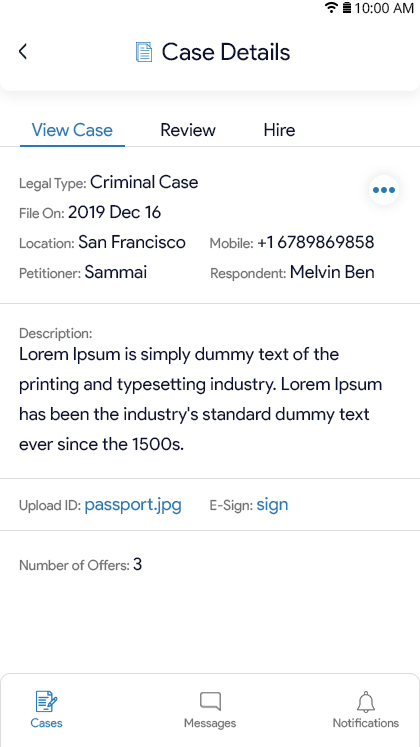 10:00 AM
Case Details
View Case Review Hire
Legal Type: Criminal Case
File On: 2019 Dec 16
Location: San Francisco Mobile: +1 6789869858
Petitioner: Sammai Respondent: Melvin Ben
Description:
Lorem Ipsum is simply dummy text of the
printing and typesetting industry. Lorem Ipsum
has been the industry's standard dummy text
ever since the 1500s.
Upload ID: passport.jpg E-Sign: sign
Number of Offers: 3
Cases Messages Notifications